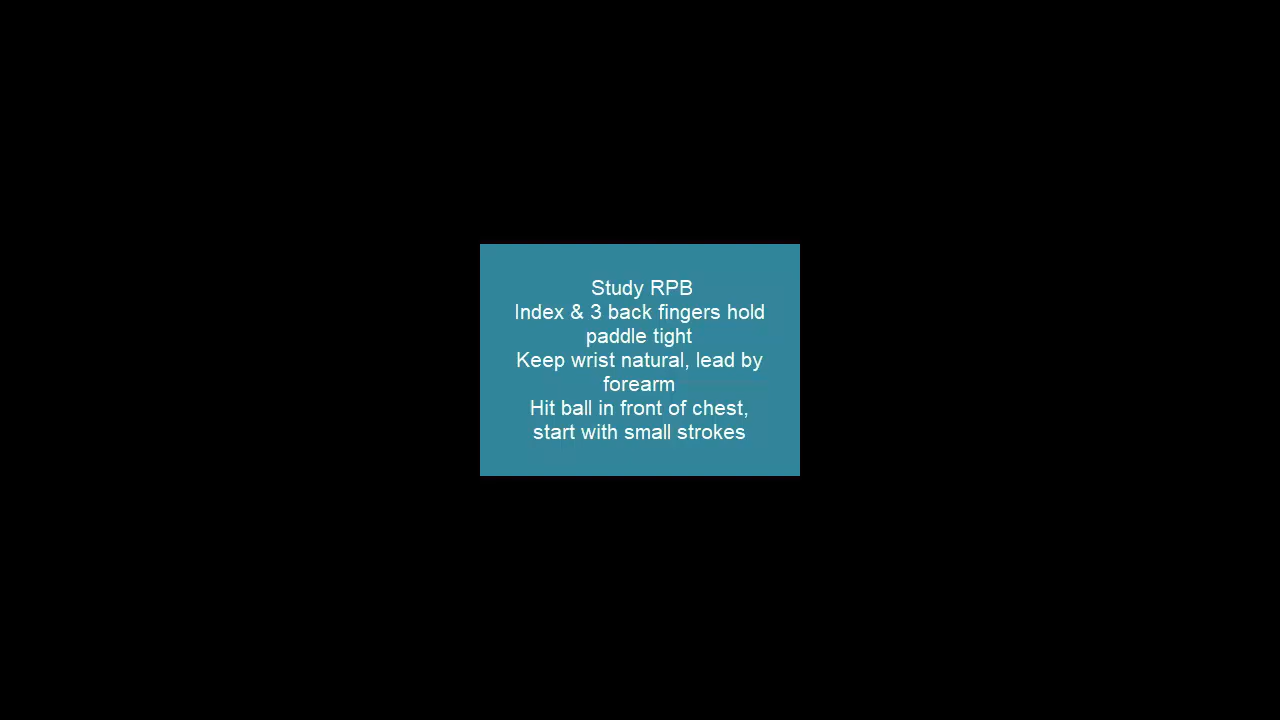 Study RPB
Index & 3 back fingers hold
paddle tight
Keep wrist natural, lead by
forearm
Hit ball in front of chest,
start with small strokes